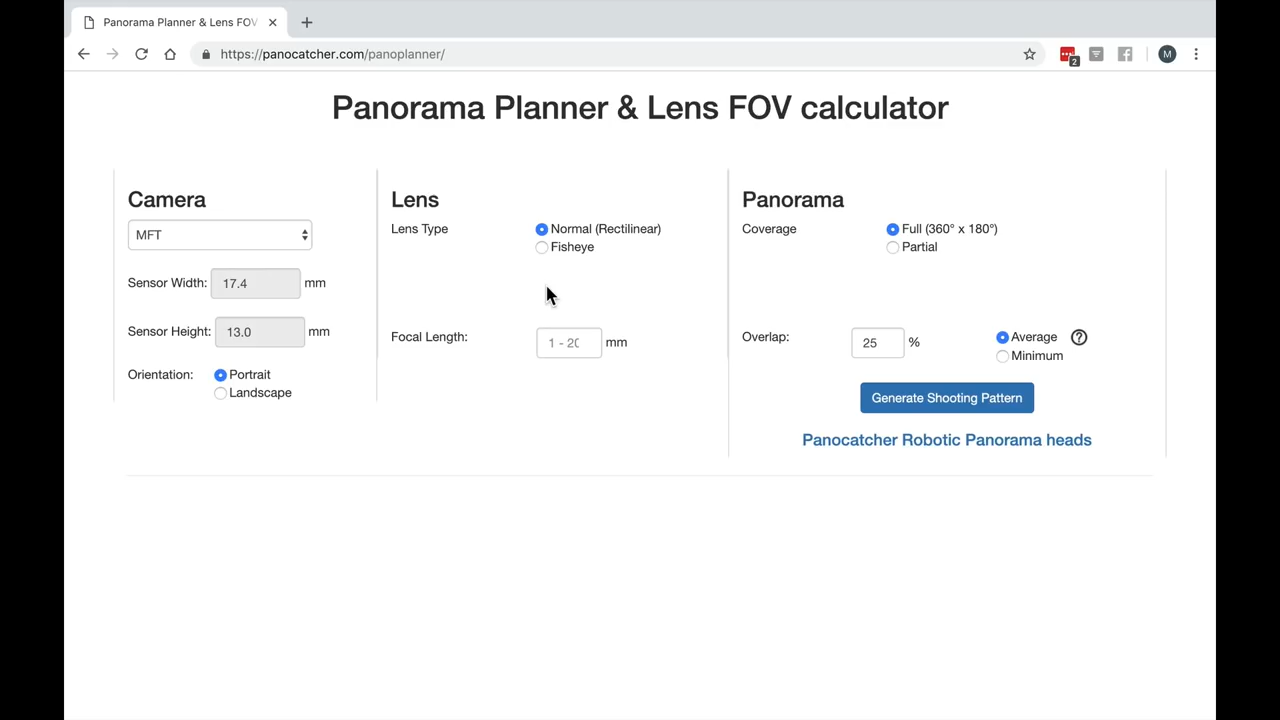 Panorama Planner & Lens FOV
https://panocatcher.com/panoplanner/
2
M
Panorama Planner & Lens FOV calculator
Camera
MFT
Sensor Width: 17.4 mm
Sensor Height: 13.0 mm
Orientation: Portrait
Landscape
Lens
Lens Type Normal (Rectilinear)
Fisheye
Focal Length: 1 - 20 mm
Panorama
Coverage Full (360° x 180°)
Partial
Overlap: 25 % Average ?
Minimum
Generate Shooting Pattern
Panocatcher Robotic Panorama heads